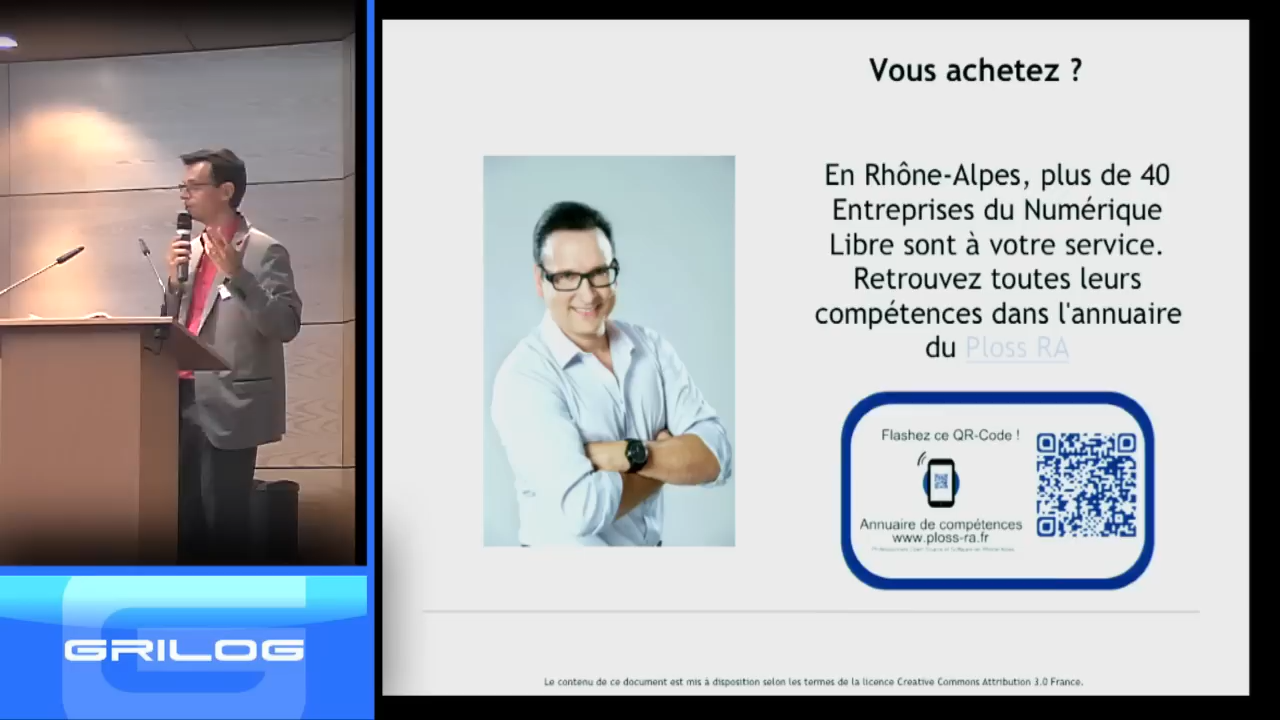 Vous achetez ?
En Rhône-Alpes, plus de 40
Entreprises du Numérique
Libre sont à votre service.
Retrouvez toutes leurs
compétences dans l'annuaire
du Ploss RA
Flashez ce QR-Code !
Annuaire de compétences
www.ploss-ra.fr
GRILOG
Le contenu de ce document est mis à disposition selon les termes de la licence Creative Commons Attribution 3.0 France.